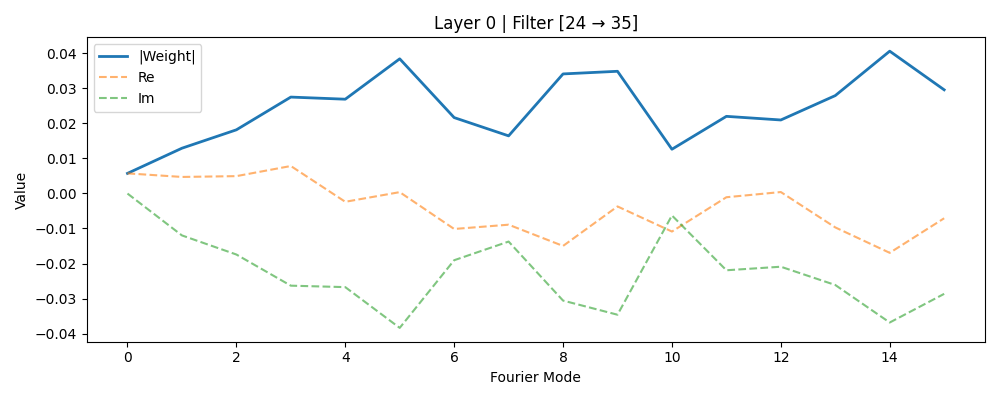 Layer 0 | Filter [24 → 35]
|Weight|
Re
Im
Value
0.04
0.03
0.02
0.01
0.00
−0.01
−0.02
−0.03
−0.04
0 2 4 6 8 10 12 14
Fourier Mode